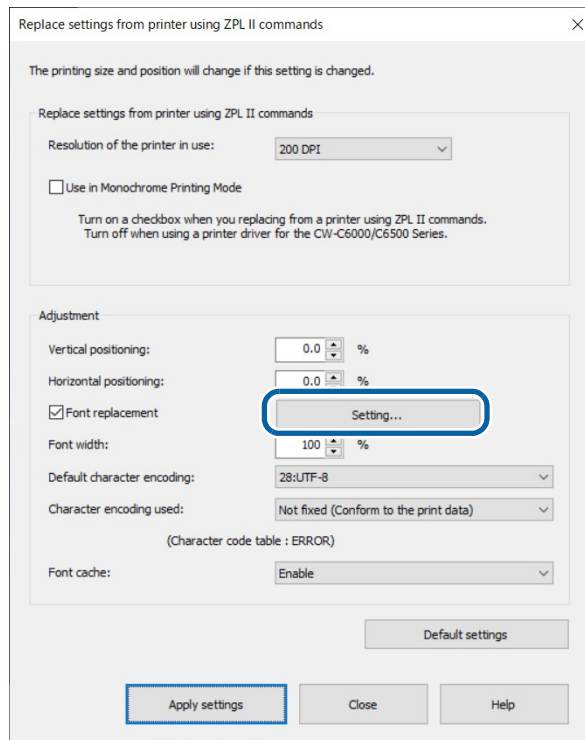 Replace settings from printer using ZPL II commands
The printing size and position will change if this setting is changed.
Replace settings from printer using ZPL II commands
Resolution of the printer in use: 200 DPI
Use in Monochrome Printing Mode
Turn on a checkbox when you replacing from a printer using ZPL II commands.
Turn off when using a printer driver for the CW-C6000/C6500 Series.
Adjustment
Vertical positioning: 0.0 %
Horizontal positioning: 0.0 %
Font replacement Setting...
Font width: 100 %
Default character encoding: 28:UTF-8
Character encoding used: Not fixed (Conform to the print data)
(Character code table : ERROR)
Font cache: Enable
Default settings
Apply settings Close Help